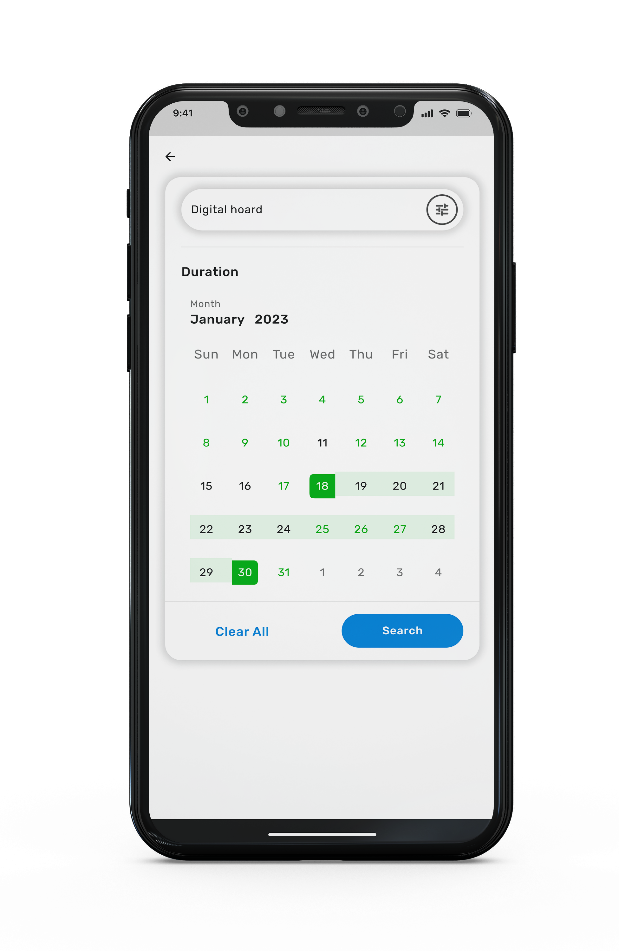 9:41
Digital hoard
Duration
Month
January 2023
Sun Mon Tue Wed Thu Fri Sat
1 2 3 4 5 6 7
8 9 10 11 12 13 14
15 16 17 18 19 20 21
22 23 24 25 26 27 28
29 30 31 1 2 3 4
Clear All Search